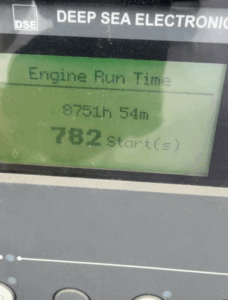 DSE DEEP SEA ELECTRONIC
Engine Run Time
8751h 54m
782 Start(s)